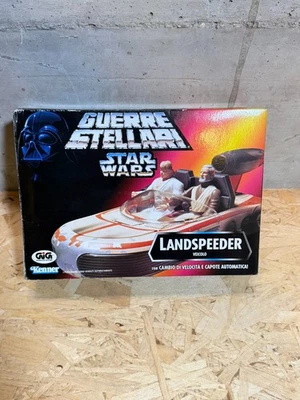 GUERRE
STELLARI
STAR
WARS
LANDSPEEDER
VEICOLO
con CAMBIO DI VELOCITÀ E CAPOTE AUTOMATICA!
GiG
Kenner